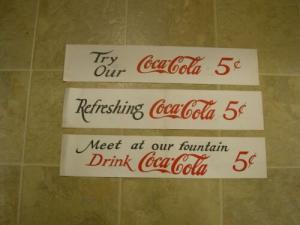 Try
Our Coca-Cola 5¢
Refreshing Coca-Cola 5¢
Meet at our fountain
Drink Coca-Cola 5¢